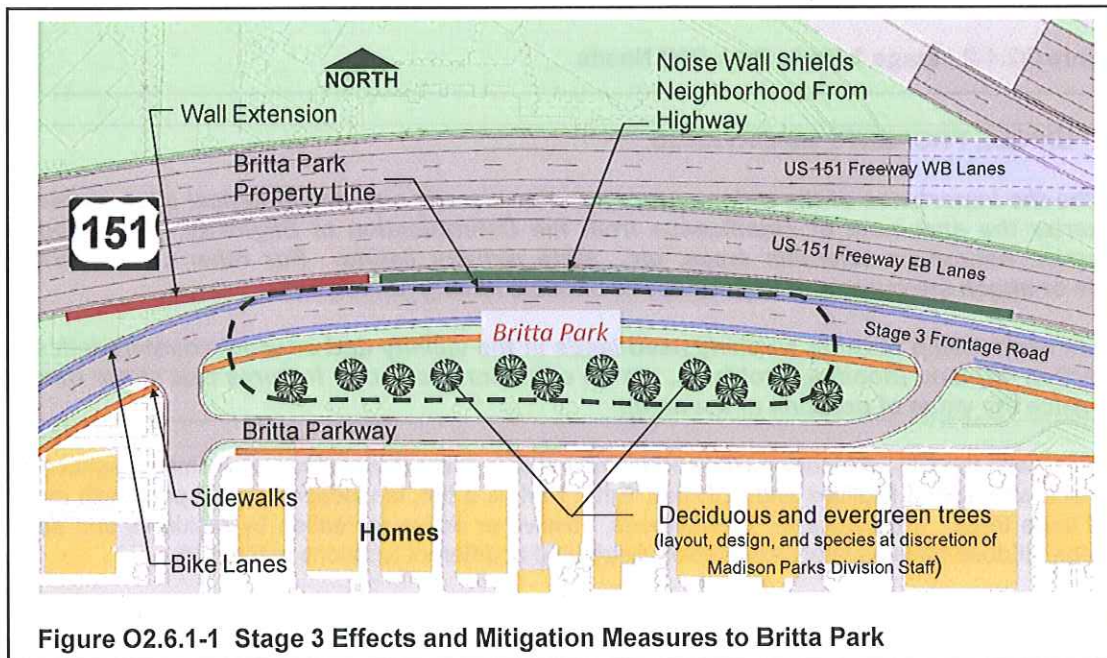 NORTH
Noise Wall Shields
Neighborhood From
Highway
Wall Extension
Britta Park
Property Line
US 151 Freeway WB Lanes
151
US 151 Freeway EB Lanes
Britta Park
Stage 3 Frontage Road
Britta Parkway
Sidewalks
Homes
Deciduous and evergreen trees
(layout, design, and species at discretion of
Madison Parks Division Staff)
Bike Lanes
Figure O2.6.1-1 Stage 3 Effects and Mitigation Measures to Britta Park